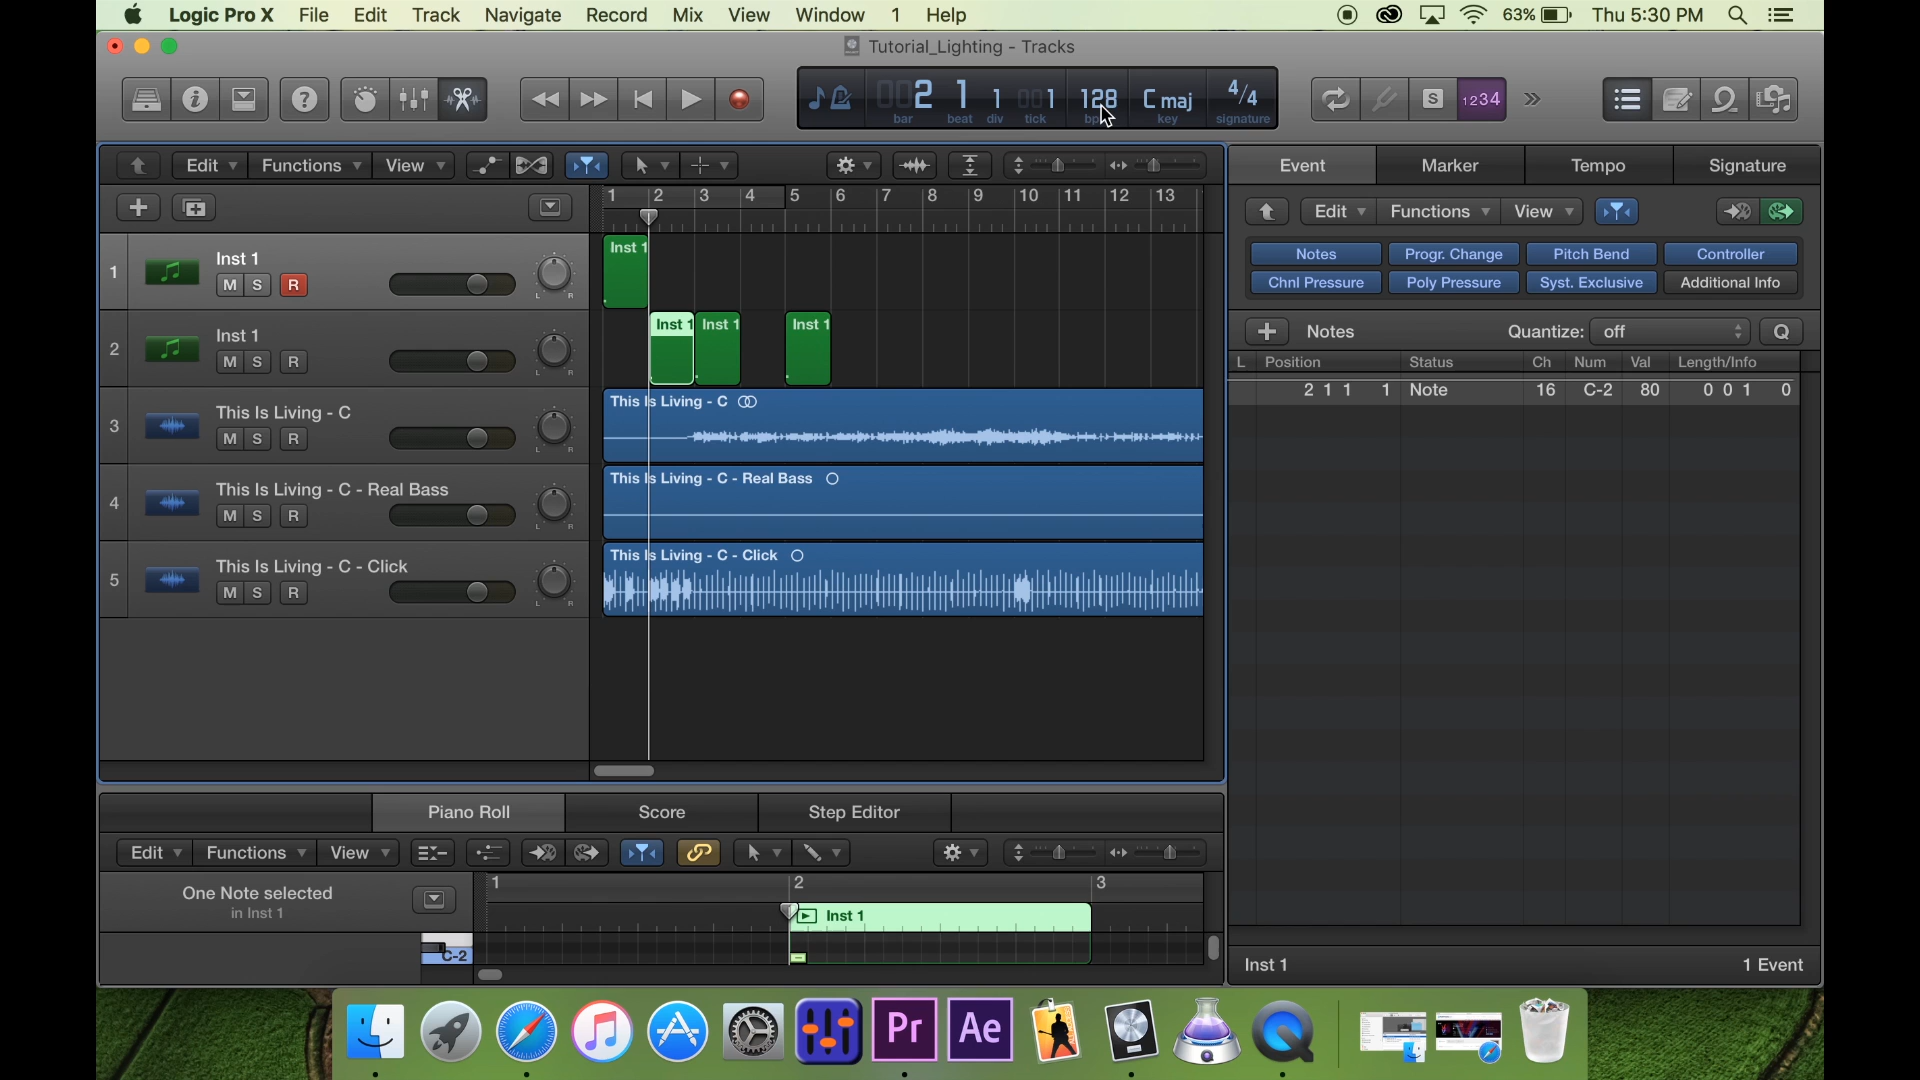 Logic Pro X File Edit Track Navigate Record Mix View Window 1 Help 63% Thu 5:30 PM
Tutorial_Lighting - Tracks
002 1 1 001 128 C maj 4/4
bar beat div tick key signature
S 1234
Edit Functions View
1 2 3 4 5 6 7 8 9 10 11 12 13
1 Inst 1
M S R
L R
Inst 1
2 Inst 1
M S R
L R
Inst 1 Inst 1 Inst 1
3 This Is Living - C
M S R
L R
This Is Living - C
4 This Is Living - C - Real Bass
M S R
L R
This Is Living - C - Real Bass
5 This Is Living - C - Click
M S R
L R
This Is Living - C - Click
Event Marker Tempo Signature
Edit Functions View
Notes Progr. Change Pitch Bend Controller
Chnl Pressure Poly Pressure Syst. Exclusive Additional Info
Notes Quantize: off Q
L Position Status Ch Num Val Length/Info
2 1 1 1 Note 16 C-2 80 0 0 1 0
Inst 1 1 Event
Piano Roll Score Step Editor
Edit Functions View
One Note selected
in Inst 1
1 2 3
Inst 1
C-2
Pr Ae